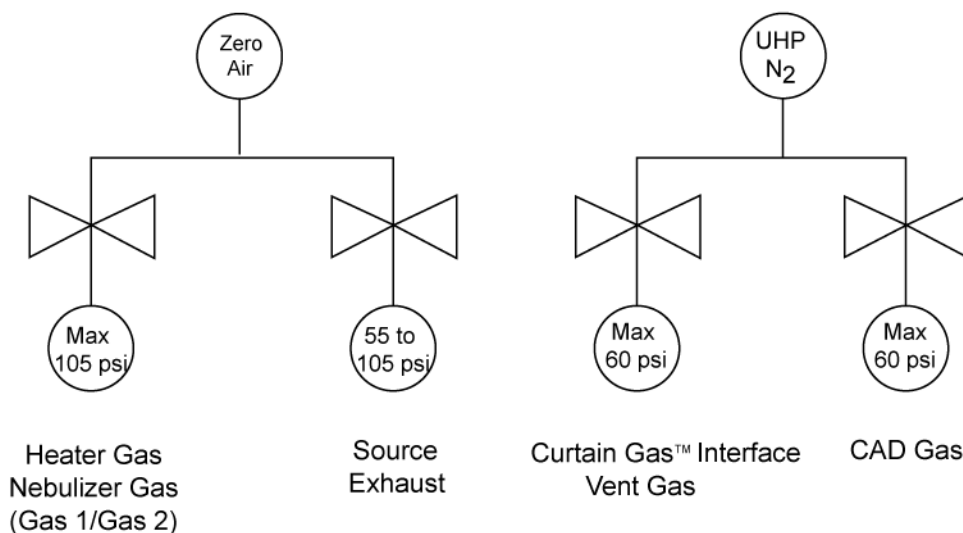 Zero
Air
UHP
N2
Max
105 psi
55 to
105 psi
Max
60 psi
Max
60 psi
Heater Gas
Nebulizer Gas
(Gas 1/Gas 2)
Source
Exhaust
Curtain Gas™ Interface
Vent Gas
CAD Gas